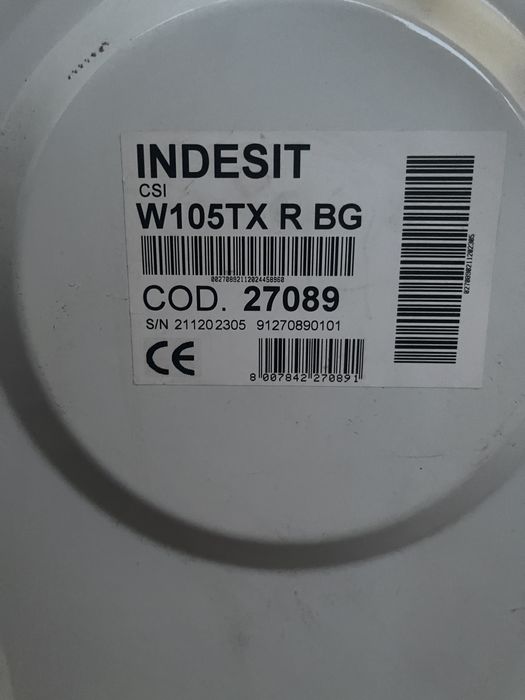 INDESIT
CSI
W105TX R BG
COD. 27089
S/N 211202305 91270890101
CE
8 007842 270891